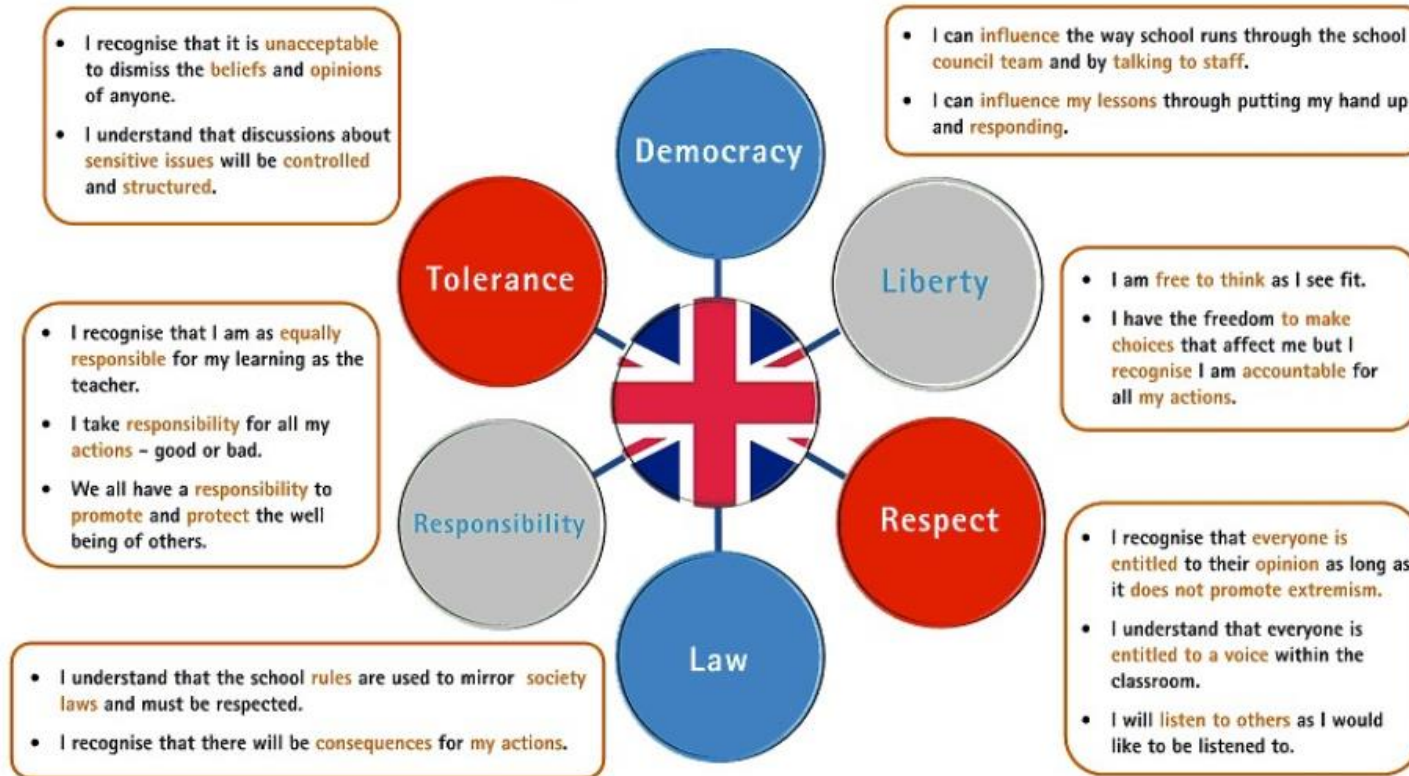 • I recognise that it is unacceptable
to dismiss the beliefs and opinions
of anyone.
• I understand that discussions about
sensitive issues will be controlled
and structured.
Democracy
• I can influence the way school runs through the school
council team and by talking to staff.
• I can influence my lessons through putting my hand up
and responding.
Tolerance
Liberty
• I am free to think as I see fit.
• I have the freedom to make
choices that affect me but I
recognise I am accountable for
all my actions.
• I recognise that I am as equally
responsible for my learning as the
teacher.
• I take responsibility for all my
actions – good or bad.
• We all have a responsibility to
promote and protect the well
being of others.
Responsibility
Respect
• I recognise that everyone is
entitled to their opinion as long as
it does not promote extremism.
• I understand that everyone is
entitled to a voice within the
classroom.
• I will listen to others as I would
like to be listened to.
Law
• I understand that the school rules are used to mirror society
laws and must be respected.
• I recognise that there will be consequences for my actions.